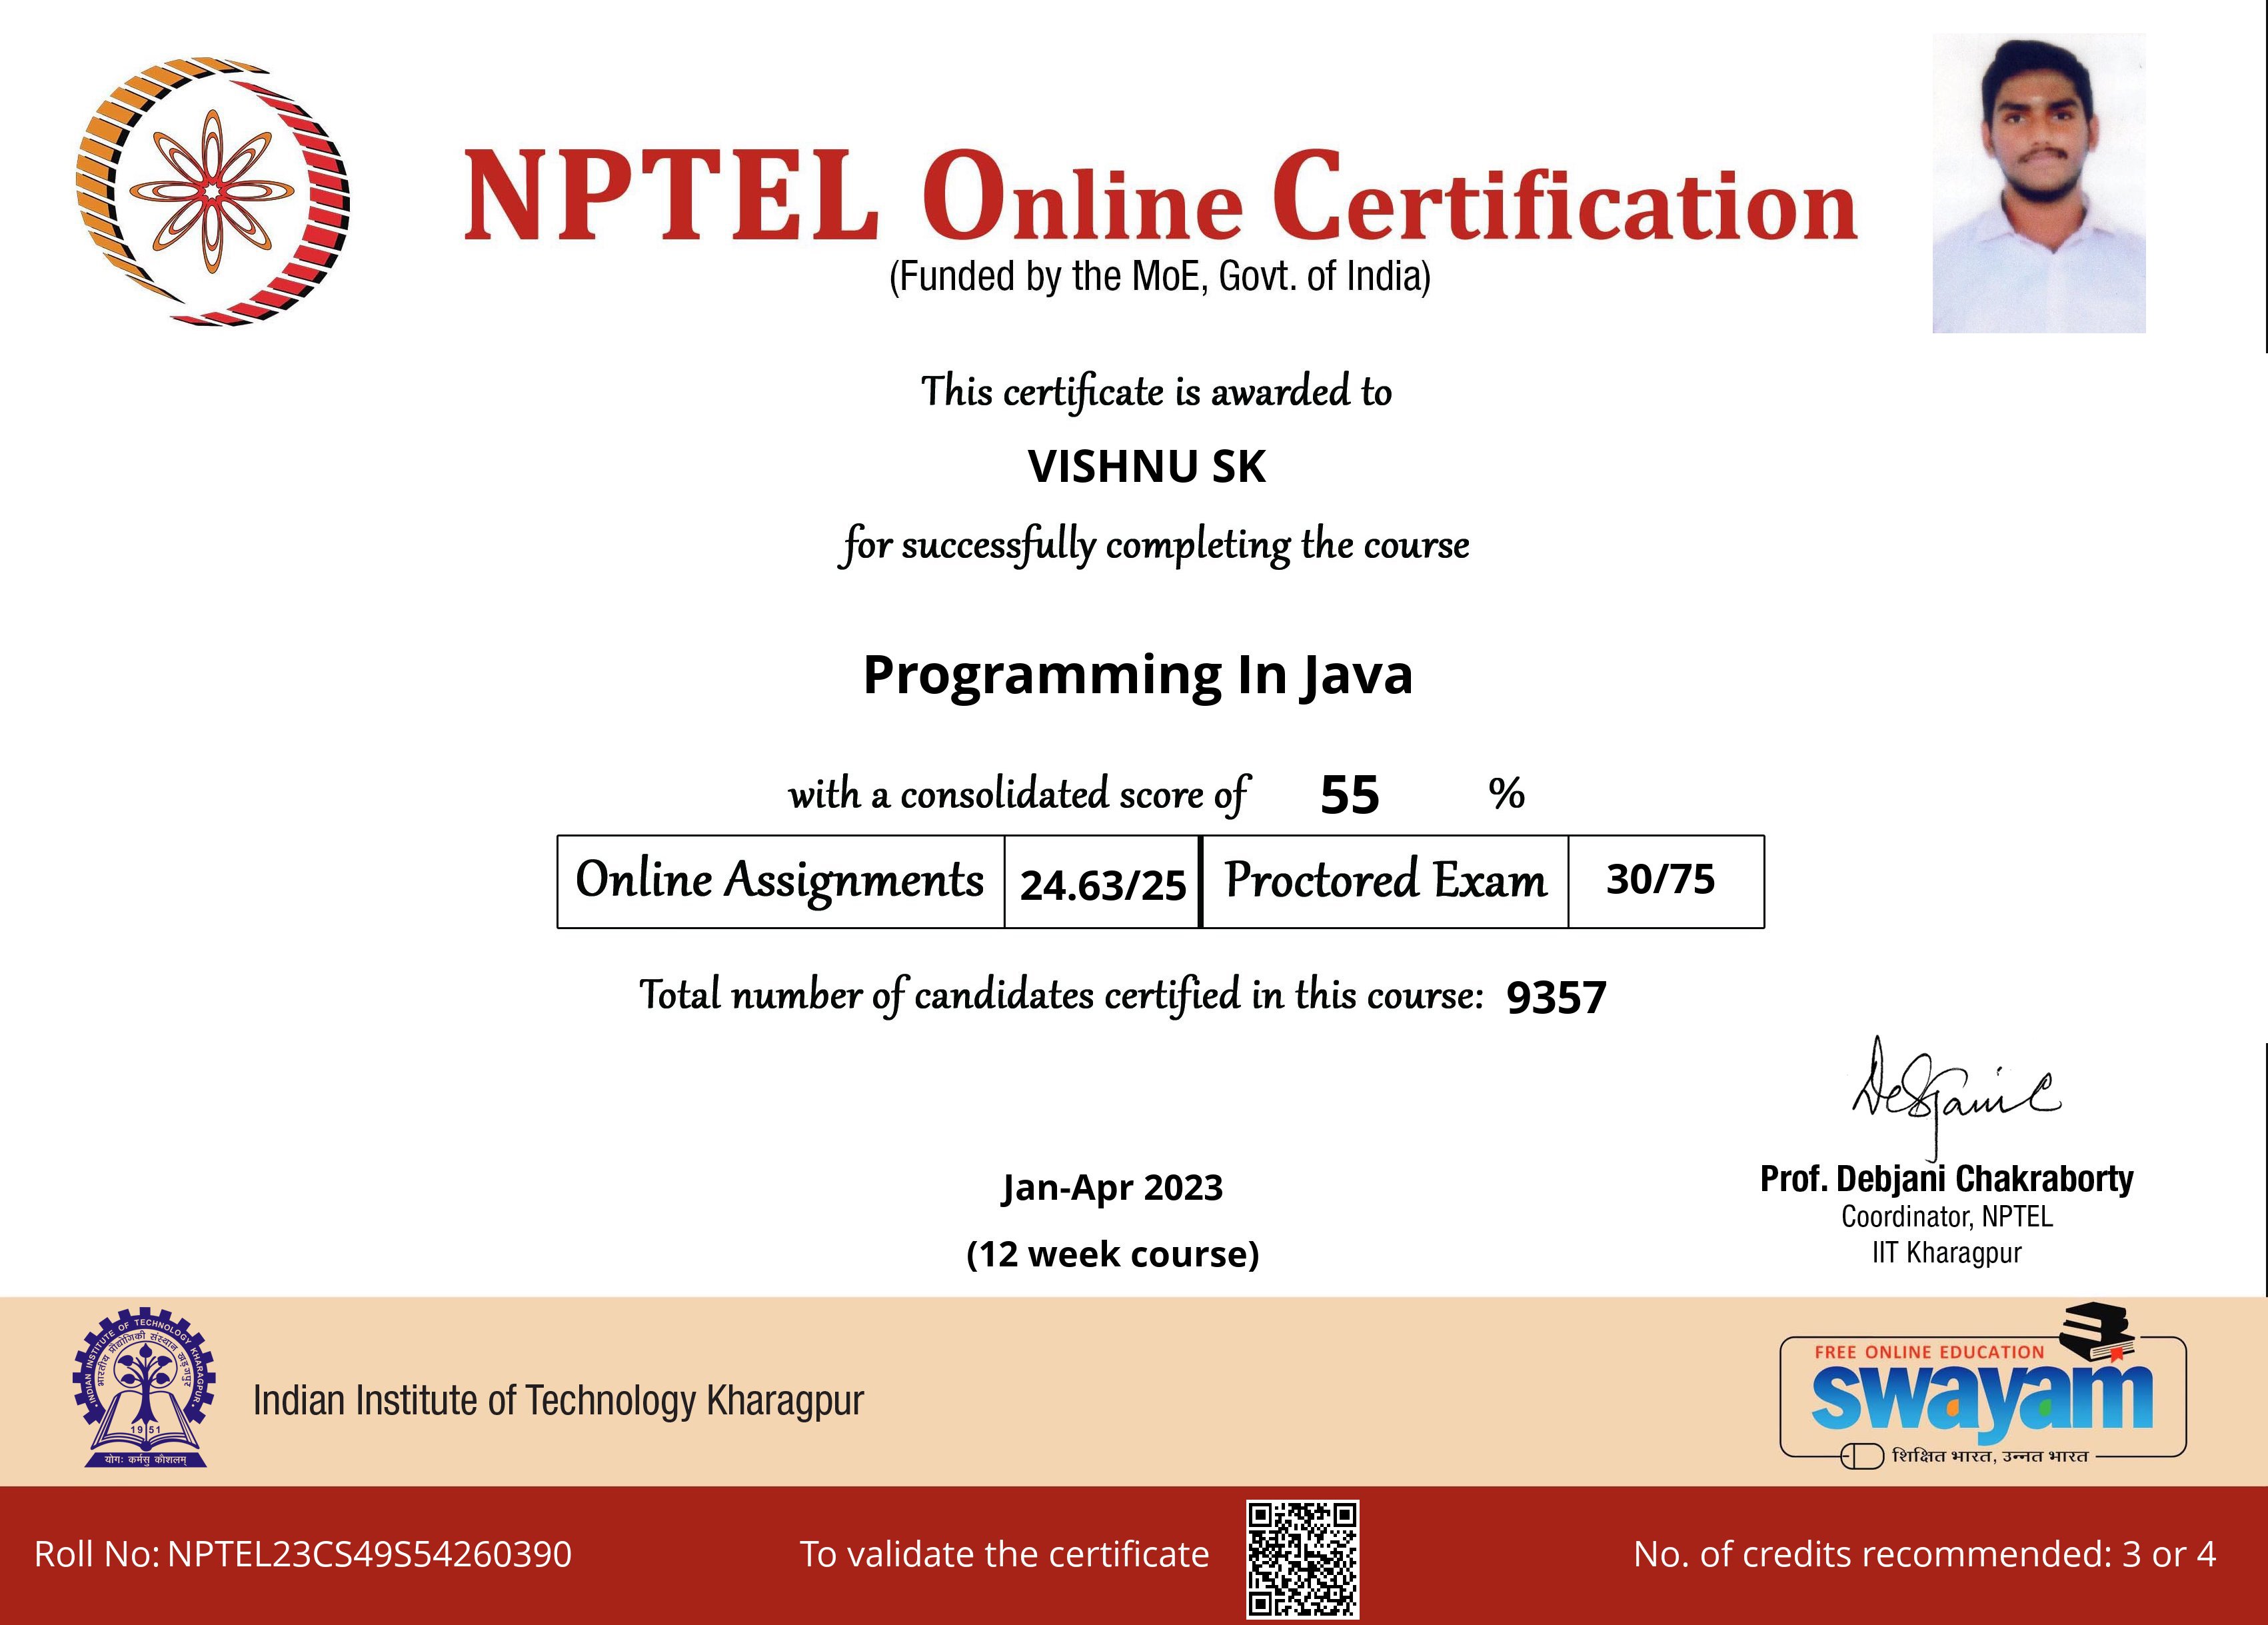 NPTEL Online Certification
(Funded by the MoE, Govt. of India)
This certificate is awarded to
VISHNU SK
for successfully completing the course
Programming In Java
with a consolidated score of 55 %
Online Assignments 24.63/25 Proctored Exam 30/75
Total number of candidates certified in this course: 9357
Debjani C
Jan-Apr 2023
(12 week course)
Prof. Debjani Chakraborty
Coordinator, NPTEL
IIT Kharagpur
INDIAN INSTITUTE OF TECHNOLOGY KHARAGPUR
भारतीय प्रौद्योगिकी संस्थान खड़गपुर
1951
योगः कर्मसु कौशलम्
Indian Institute of Technology Kharagpur
FREE ONLINE EDUCATION
swayam
शिक्षित भारत, उन्नत भारत
Roll No: NPTEL23CS49S54260390
To validate the certificate
No. of credits recommended: 3 or 4